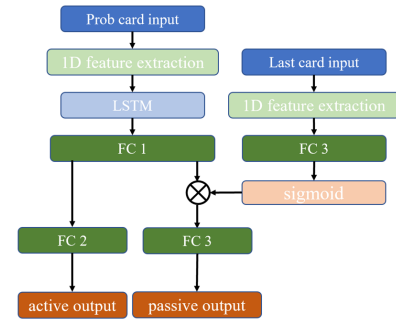 Prob card input
1D feature extraction
Last card input
LSTM
1D feature extraction
FC 1
FC 3
sigmoid
FC 2
FC 3
active output
passive output